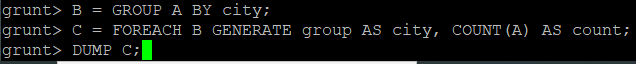 grunt> B = GROUP A BY city;
grunt> C = FOREACH B GENERATE group AS city, COUNT(A) AS count;
grunt> DUMP C;